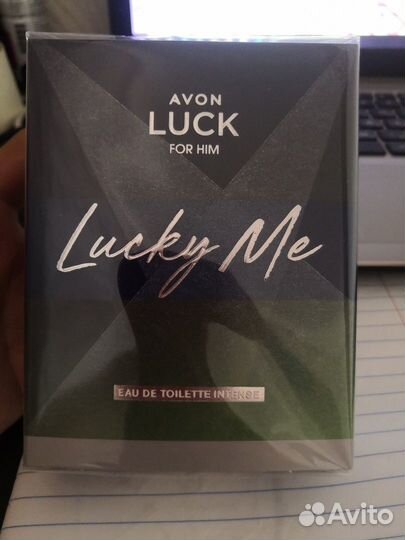 AVON
LUCK
FOR HIM
Lucky Me
EAU DE TOILETTE INTENSE
Avito